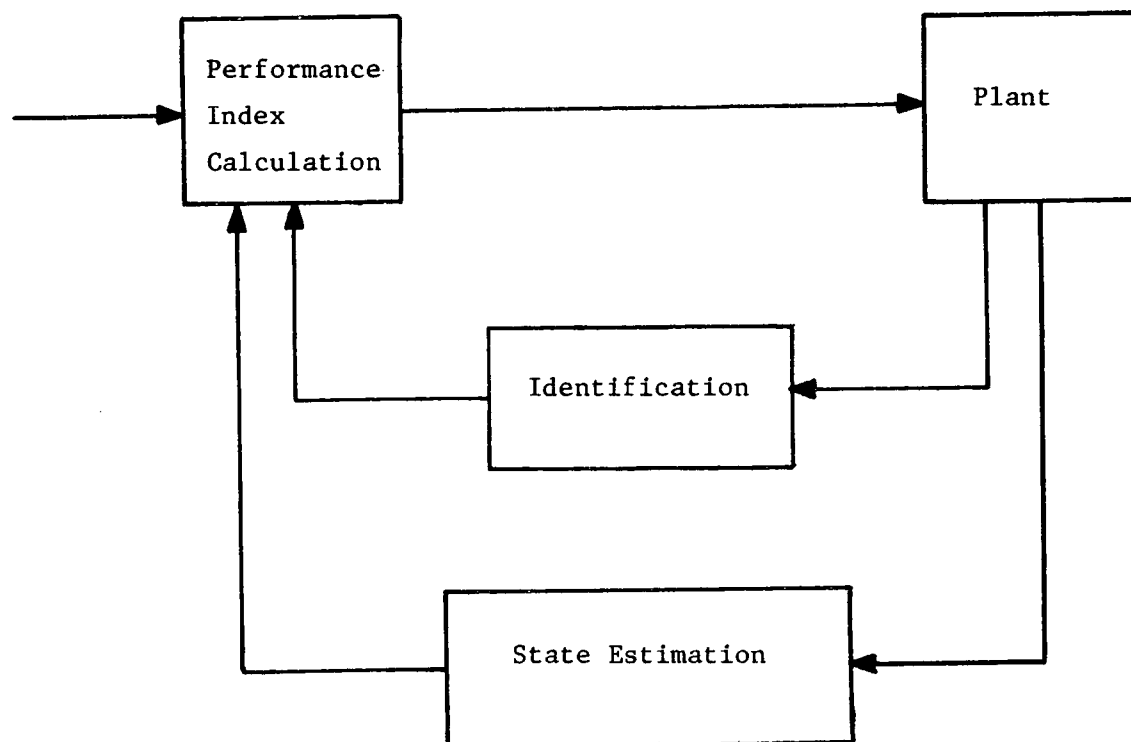 Performance
Index
Calculation
Plant
Identification
State Estimation